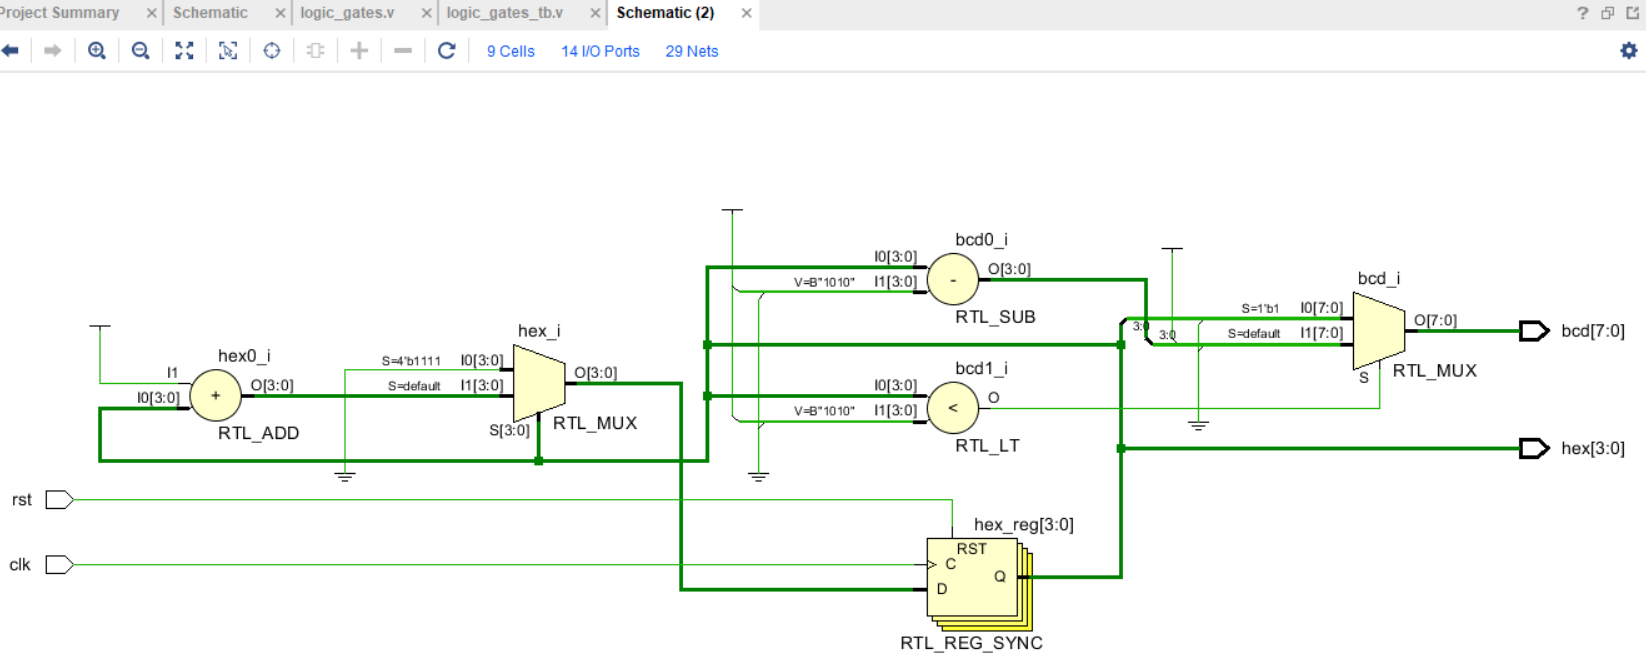 Project Summary × Schematic × logic_gates.v × logic_gates_tb.v × Schematic (2) × ?
9 Cells 14 I/O Ports 29 Nets
bcd0_i
I0[3:0] O[3:0]
V=B"1010" I1[3:0] -
RTL_SUB
bcd_i
S=1'b1 I0[7:0]
3:0 3:0 S=default I1[7:0] O[7:0] bcd[7:0]
S RTL_MUX
hex_i
hex0_i S=4'b1111 I0[3:0] O[3:0]
I1 O[3:0] S=default I1[3:0]
I0[3:0] +
RTL_ADD S[3:0] RTL_MUX
bcd1_i
I0[3:0] O
V=B"1010" I1[3:0] <
RTL_LT
hex[3:0]
rst
hex_reg[3:0]
RST
clk C
Q
D
RTL_REG_SYNC